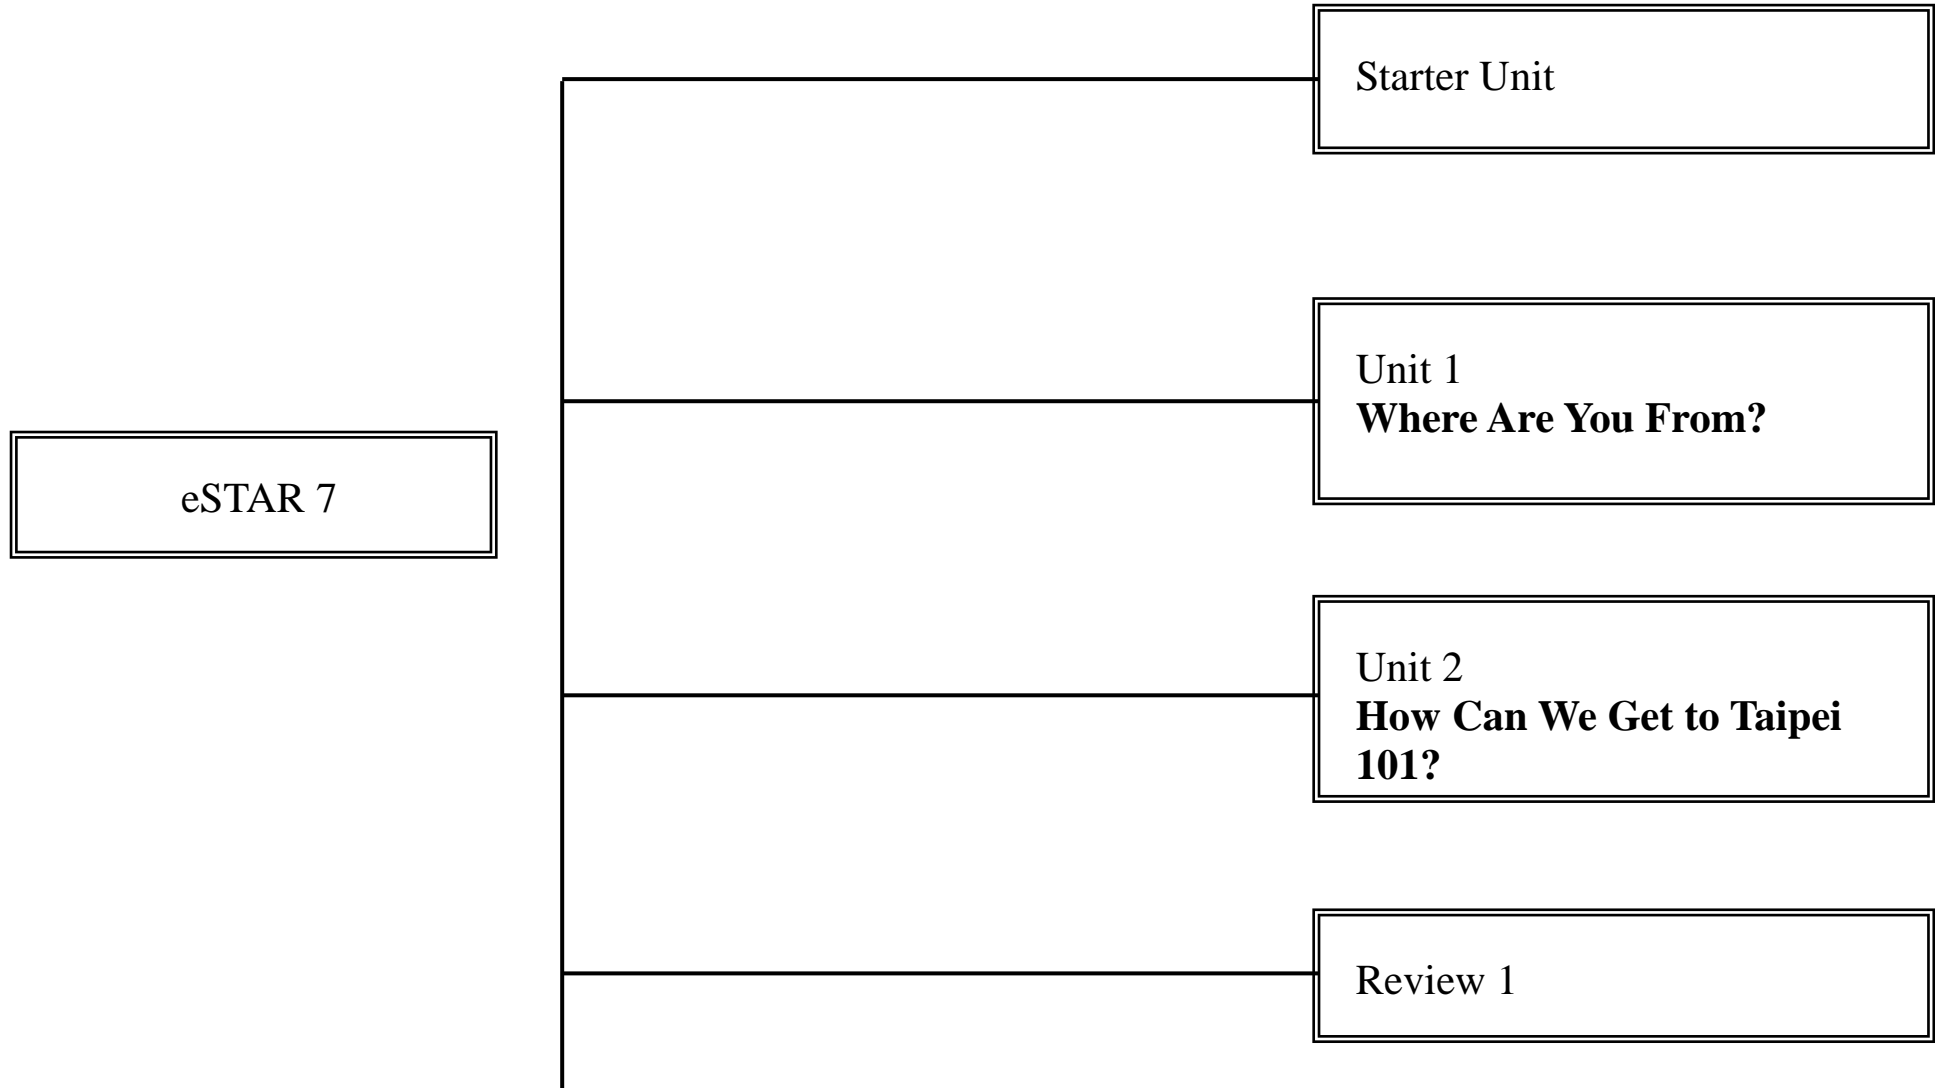 Starter Unit
Unit 1
Where Are You From?
eSTAR 7
Unit 2
How Can We Get to Taipei
101?
Review 1